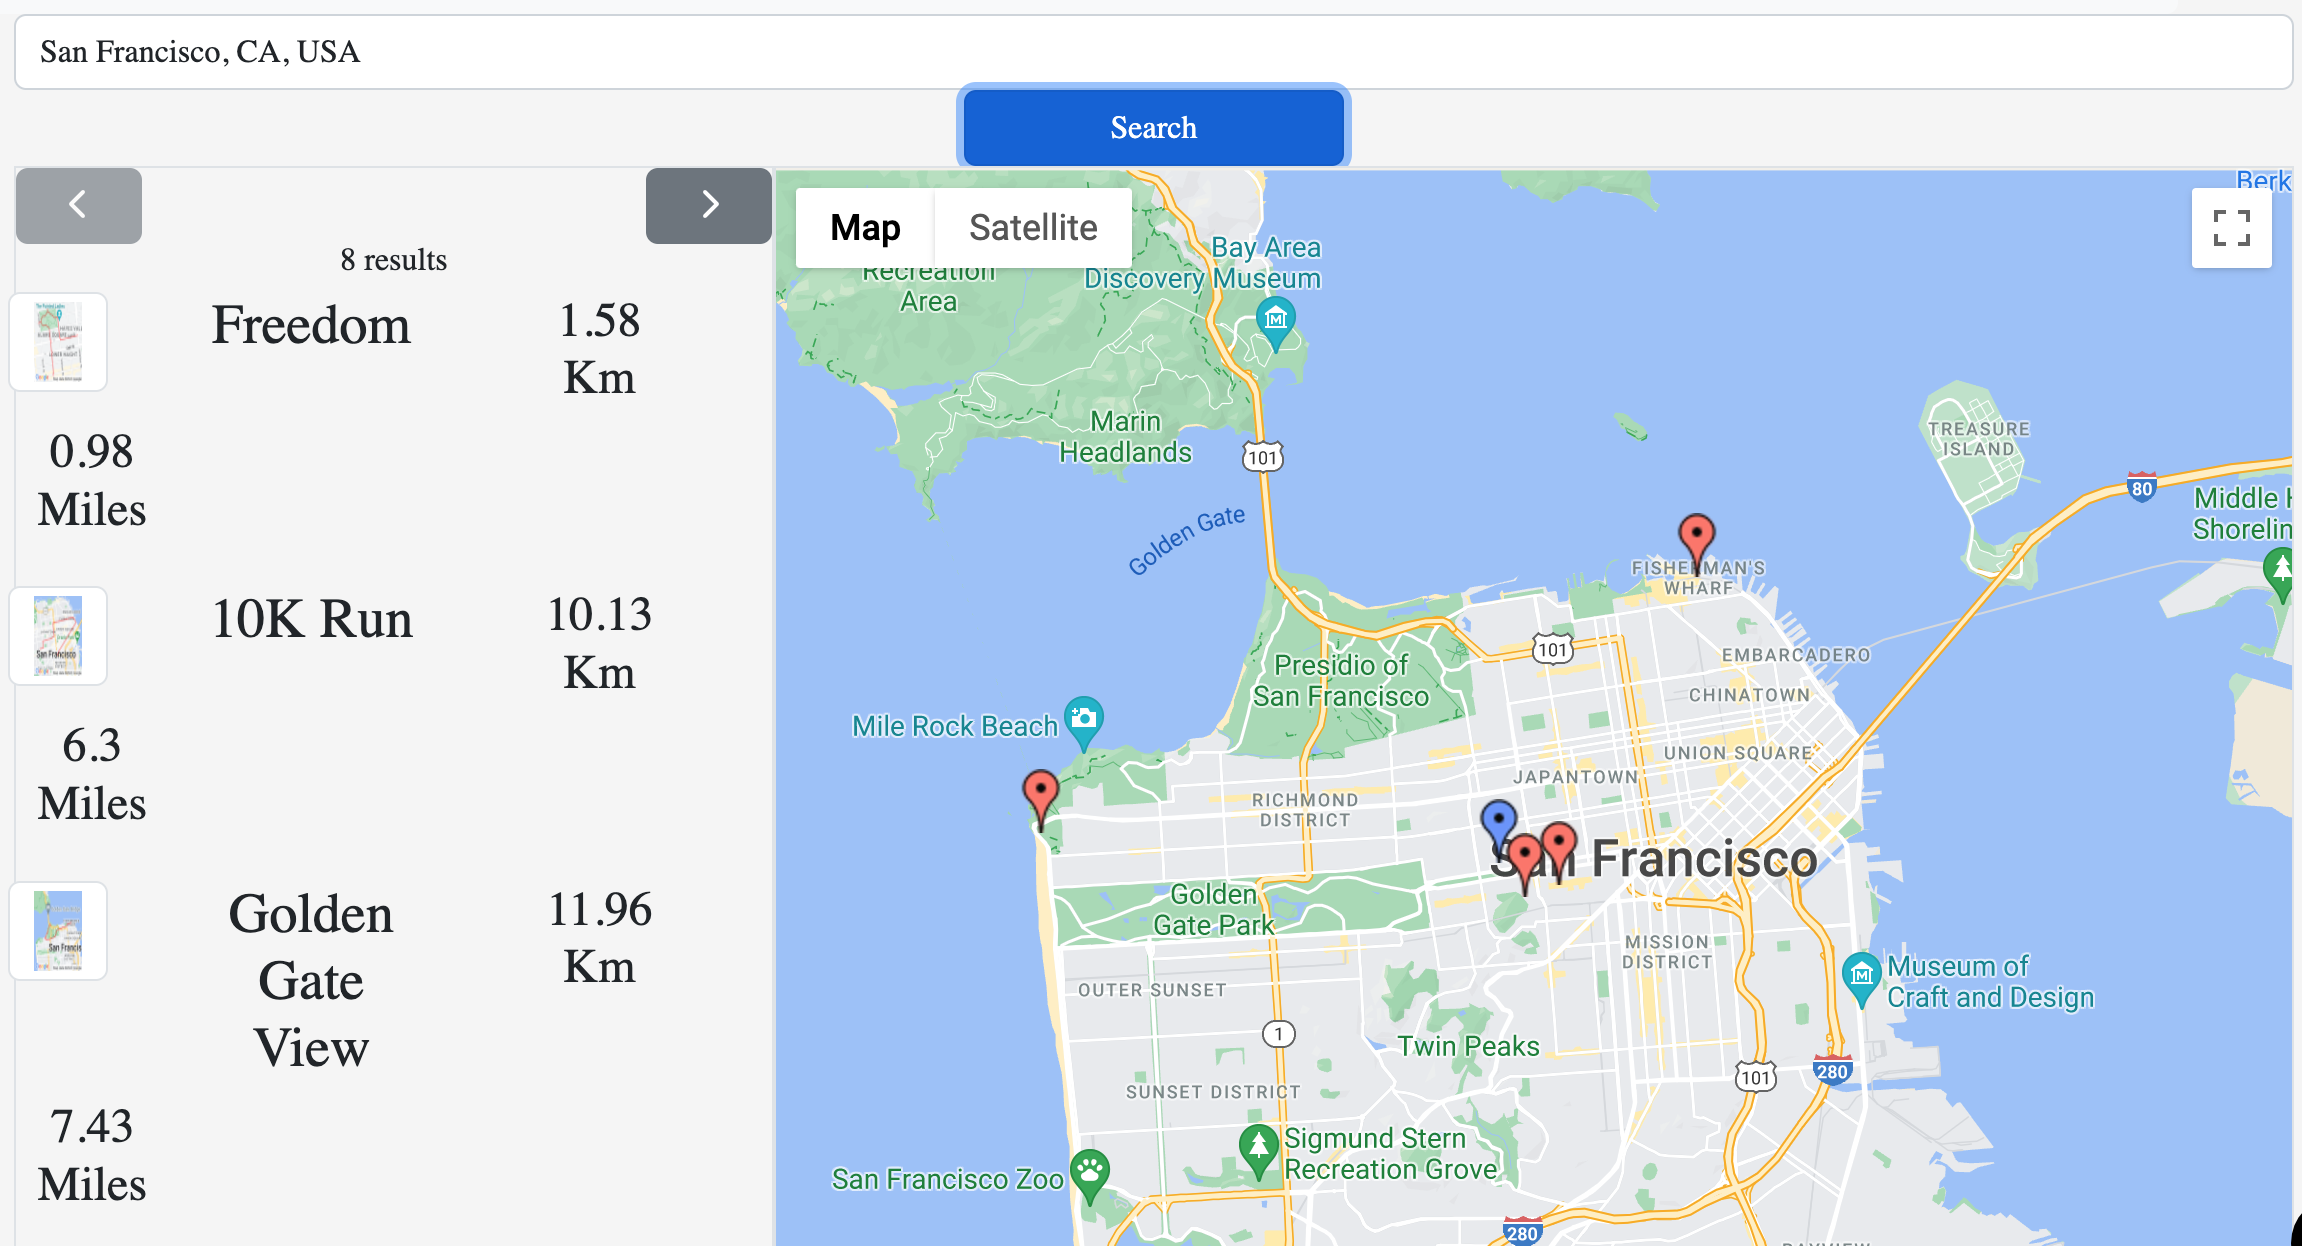 San Francisco, CA, USA
Search
8 results
Freedom
1.58
Km
0.98
Miles
10K Run
10.13
Km
6.3
Miles
Golden
Gate
View
11.96
Km
7.43
Miles
Map
Satellite
Berk
Recreation
Area
Bay Area
Discovery Museum
Marin
Headlands
101
Golden Gate
TREASURE
ISLAND
80
Middle H
Shorelin
FISHERMAN'S
WHARF
101
EMBARCADERO
Presidio of
San Francisco
CHINATOWN
Mile Rock Beach
UNION SQUARE
JAPANTOWN
RICHMOND
DISTRICT
San Francisco
Golden
Gate Park
MISSION
DISTRICT
Museum of
Craft and Design
OUTER SUNSET
1
Twin Peaks
101
280
SUNSET DISTRICT
Sigmund Stern
Recreation Grove
San Francisco Zoo
280
BAYVIEW